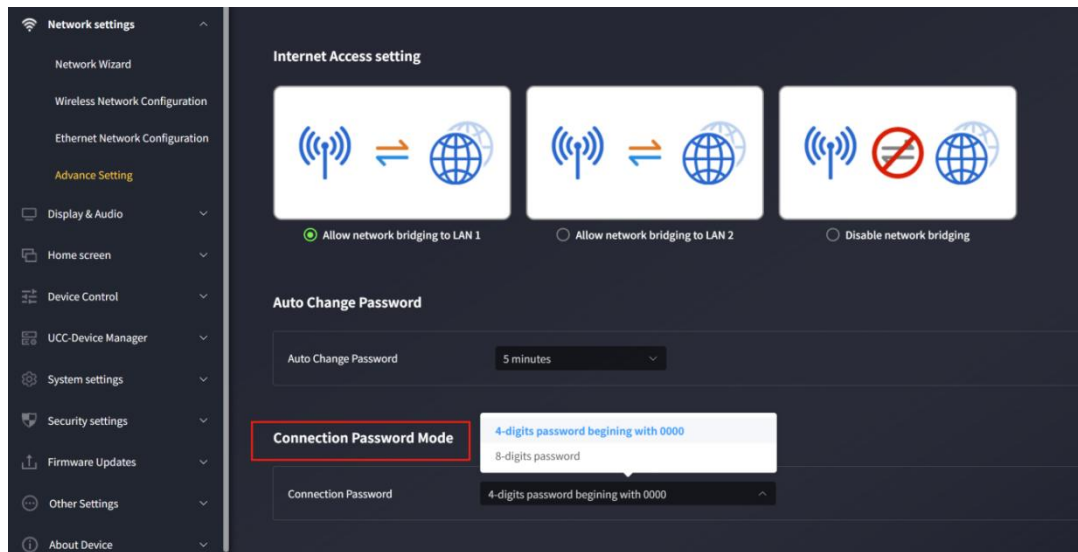 Network settings
Network Wizard
Wireless Network Configuration
Ethernet Network Configuration
Advance Setting
Display & Audio
Home screen
Device Control
UCC-Device Manager
System settings
Security settings
Firmware Updates
Other Settings
About Device
Internet Access setting
Allow network bridging to LAN 1
Allow network bridging to LAN 2
Disable network bridging
Auto Change Password
Auto Change Password
5 minutes
Connection Password Mode
4-digits password begining with 0000
8-digits password
Connection Password
4-digits password begining with 0000